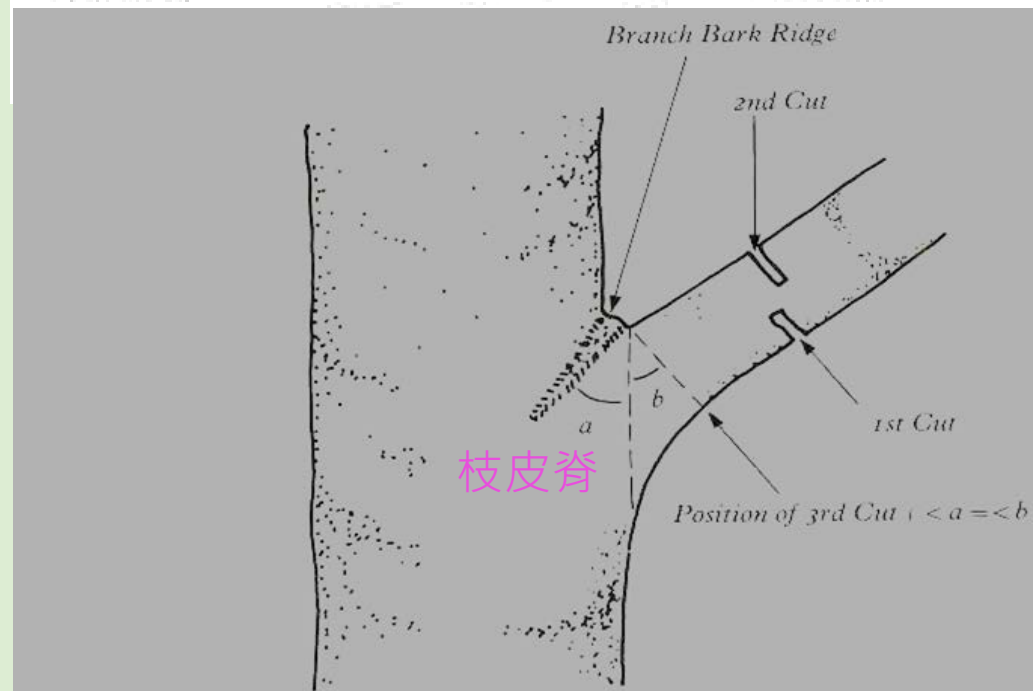 Branch Bark Ridge
2nd Cut
b
a
1st Cut
枝皮脊
Position of 3rd Cut ( < a = < b